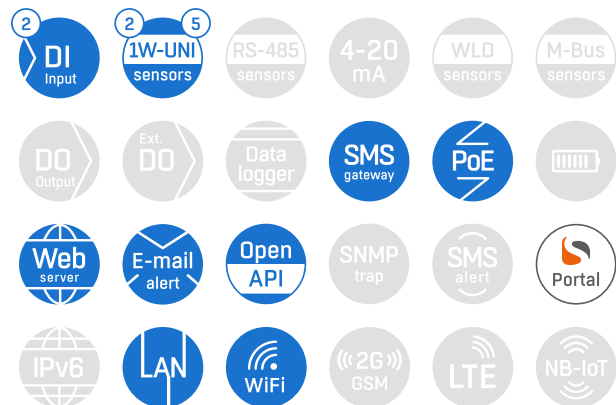 2 2 5
DI 1W-UNI RS-485 4-20 WLD M-Bus
Input sensors sensors mA sensors sensors
DO Ext. DO Data SMS PoE
Output logger gateway
Web E-mail Open SNMP SMS
server alert API trap alert Portal
IPv6 LAN WiFi 2G LTE NB-IoT
GSM